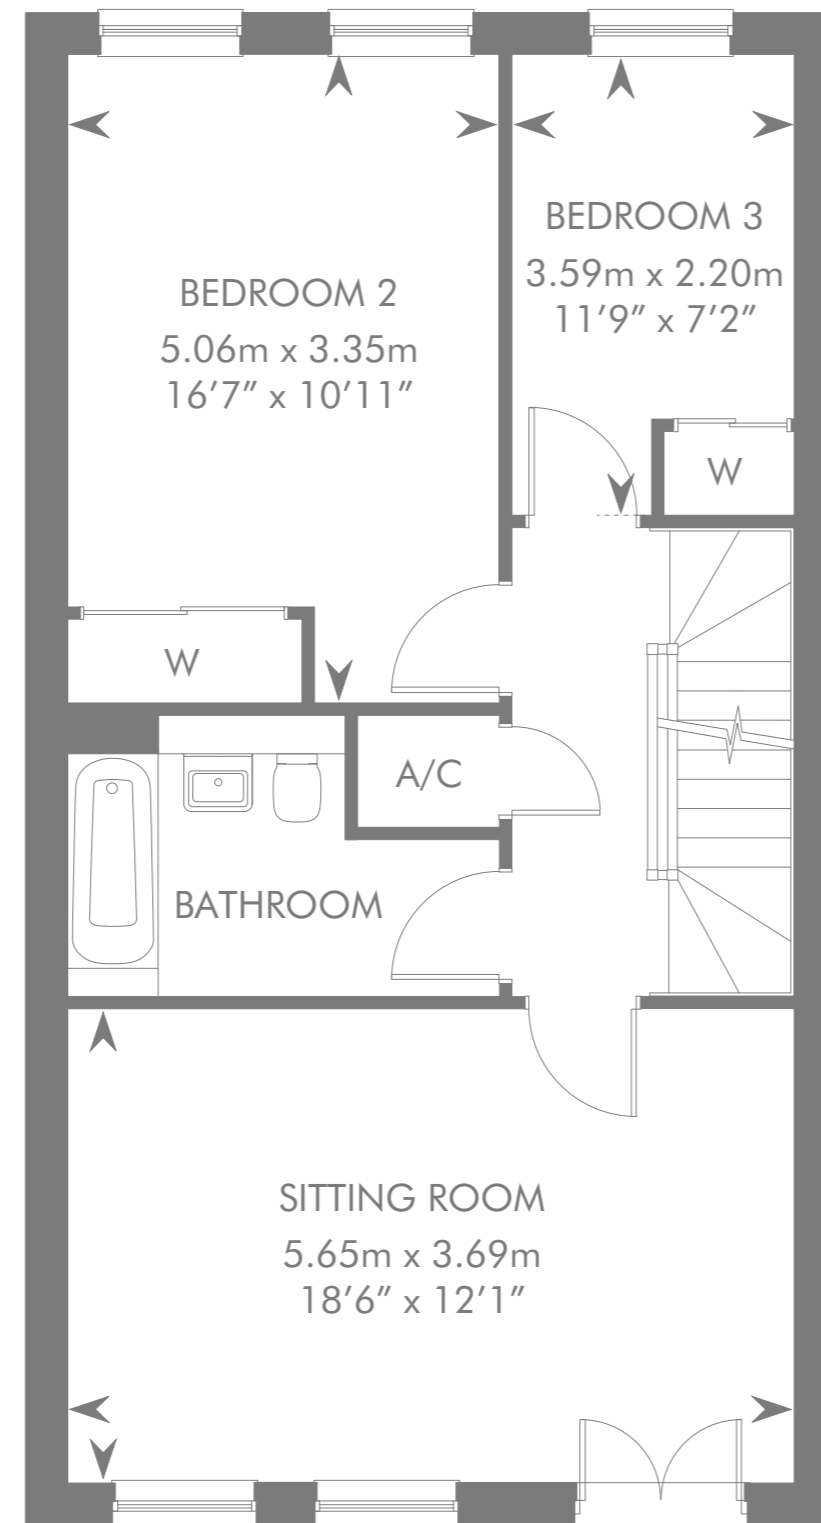 BEDROOM 3
3.59m x 2.20m
11′9″ x 7′2″
BEDROOM 2
5.06m x 3.35m
16′7″ x 10′11″
W
W
A/C
BATHROOM
SITTING ROOM
5.65m x 3.69m
18′6″ x 12′1″